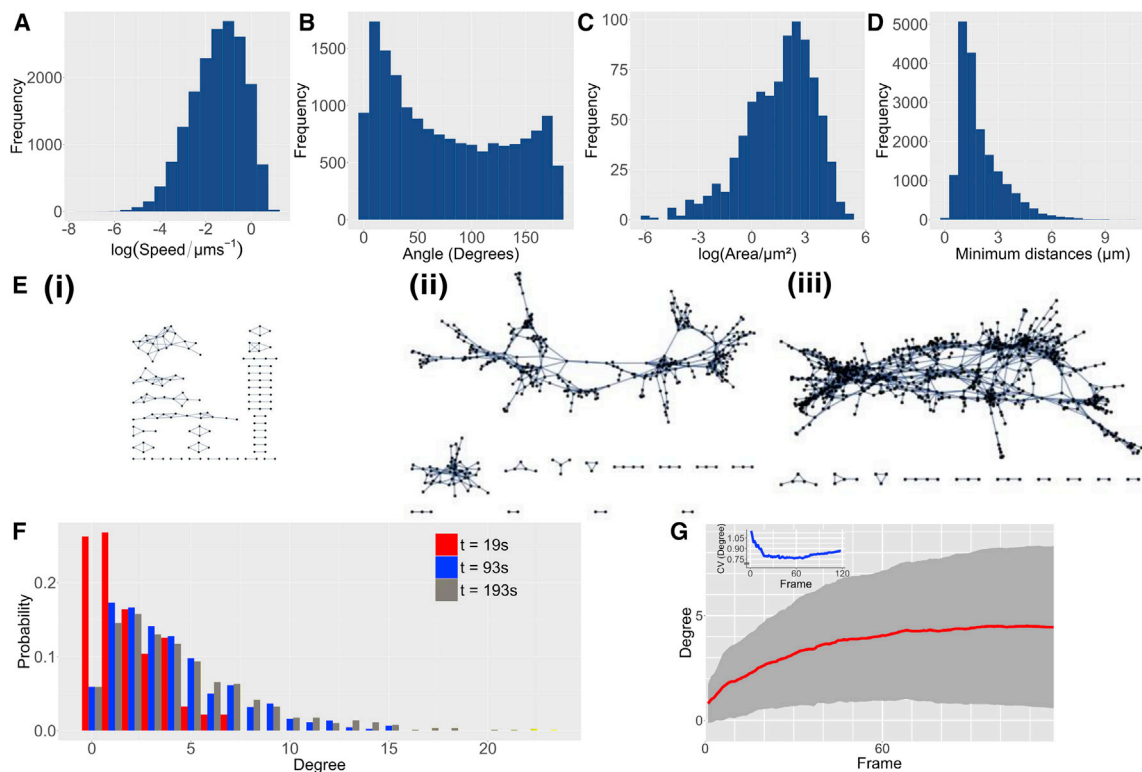 A
Frequency
2000
1000
0
-8 -6 -4 -2 0
log(Speed/μms⁻¹)
B
Frequency
1500
1000
500
0
0 50 100 150
Angle (Degrees)
C
Frequency
100
75
50
25
0
-6 -3 0 3 6
log(Area/μm²)
D
Frequency
5000
4000
3000
2000
1000
0
0 3 6 9
Minimum distances (μm)
E (i)
(ii)
(iii)
F
Probability
0.2
0.1
0.0
0 5 10 15 20
Degree
t = 19s
t = 93s
t = 193s
G
Degree
5
0
0 60
Frame
CV (Degree)
1.05
0.90
0.75
0 60 120
Frame